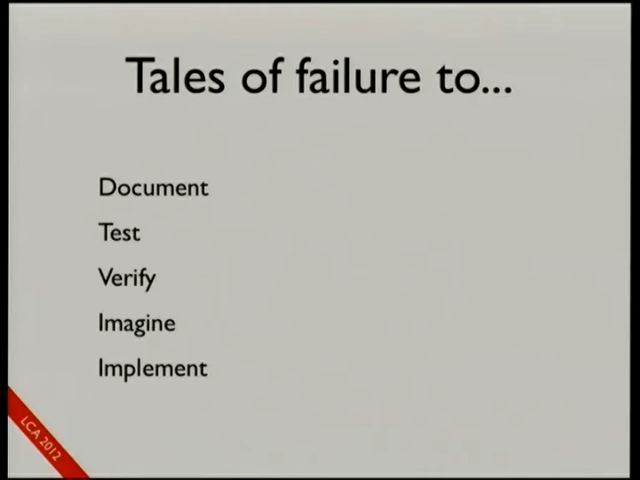 Tales of failure to...
Document
Test
Verify
Imagine
Implement
LCA 2012